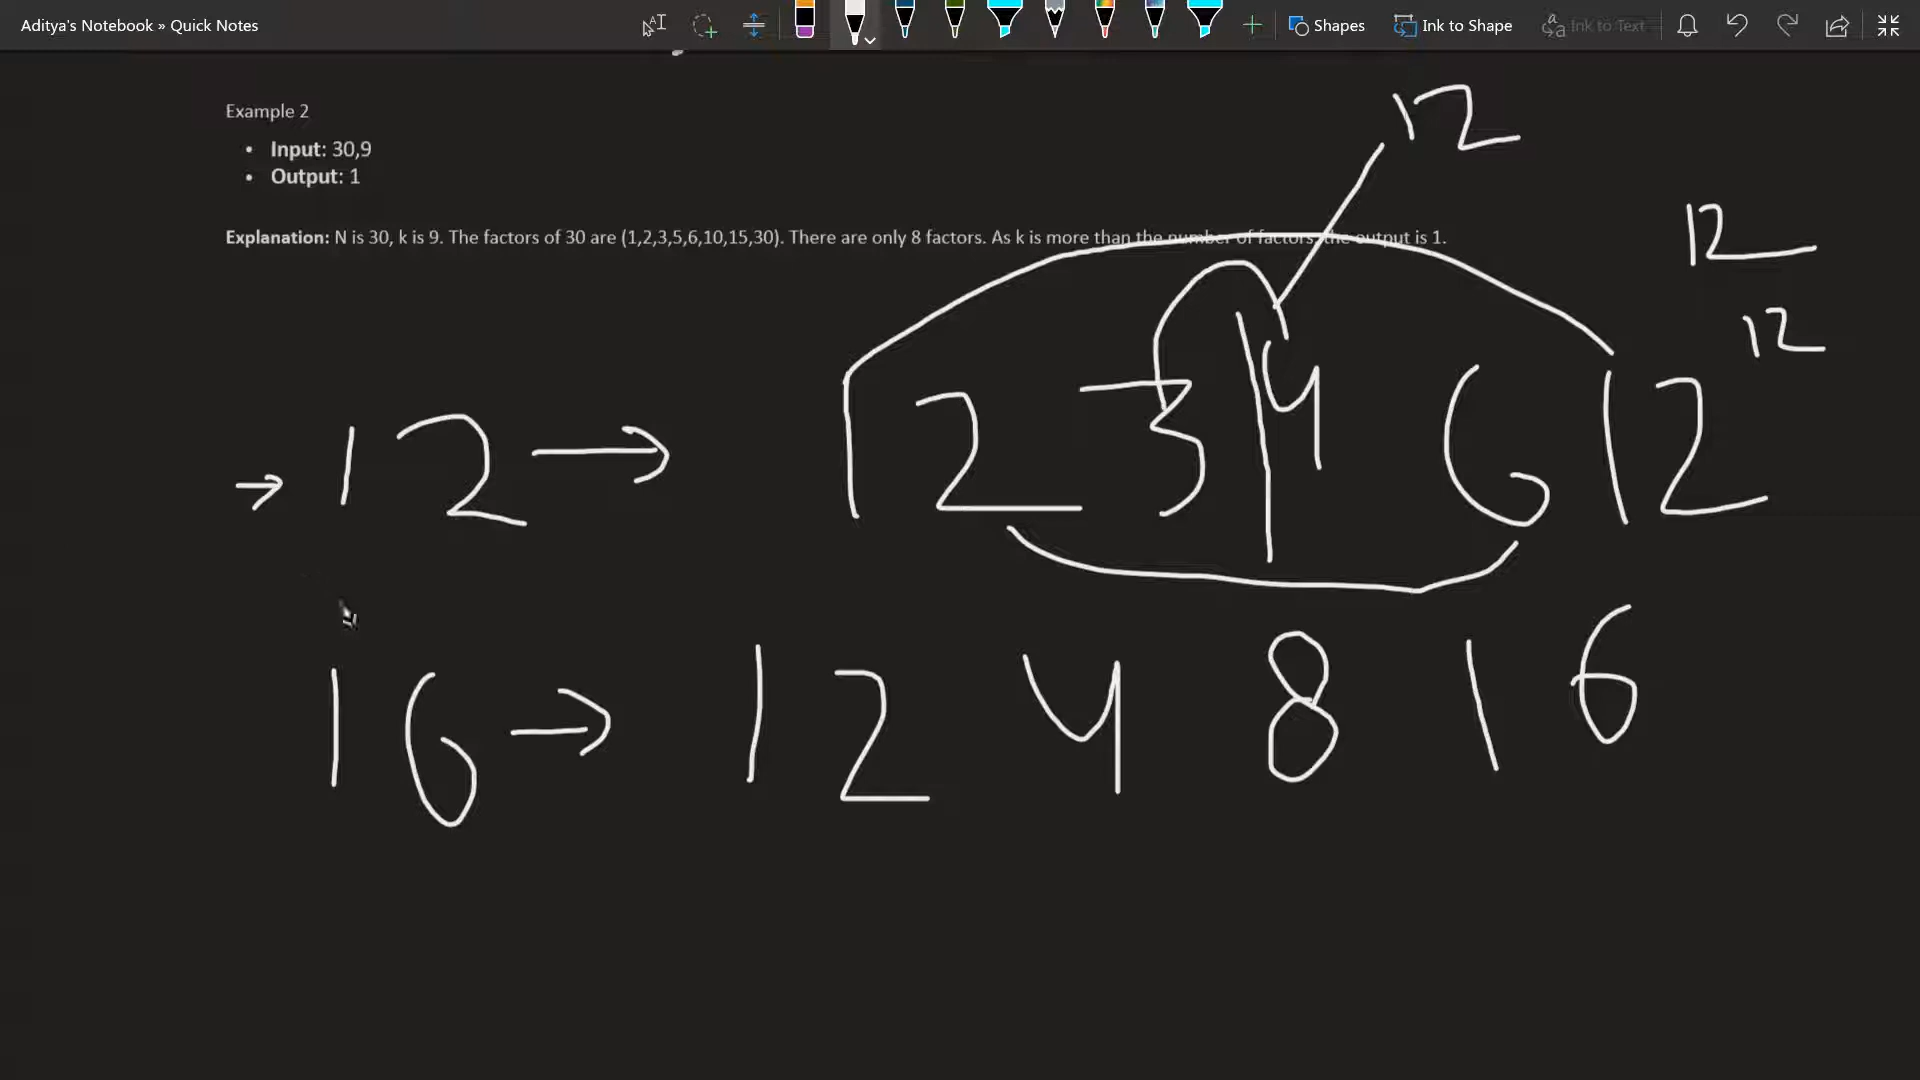 Aditya's Notebook » Quick Notes
Shapes
Ink to Shape
Ink to Text
Example 2
• Input: 30,9
• Output: 1
12
Explanation: N is 30, k is 9. The factors of 30 are (1,2,3,5,6,10,15,30). There are only 8 factors. As k is more than the number of factors, the output is 1.
12
12
→ 12 → 1 2 3 | 4 6 12
16 → 1 2 4 8 16